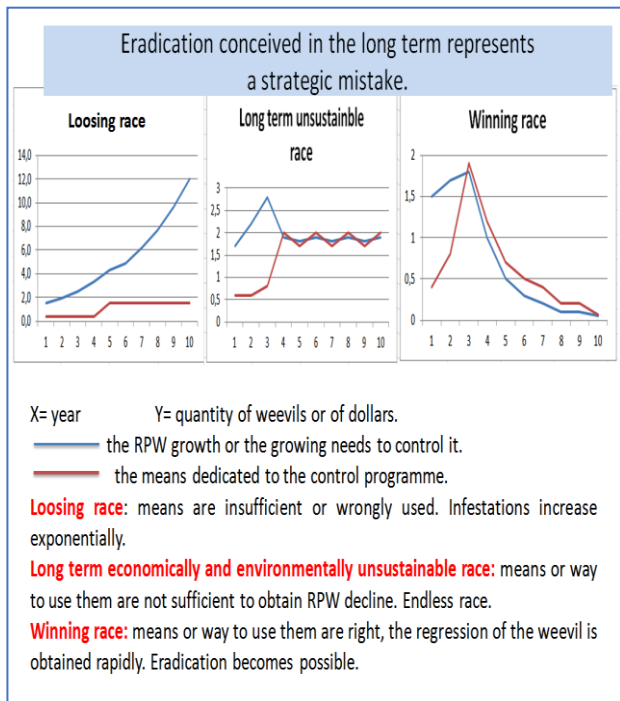 Eradication conceived in the long term represents
a strategic mistake.
Loosing race
14,0
12,0
10,0
8,0
6,0
4,0
2,0
0,0
1 2 3 4 5 6 7 8 9 10
Long term unsustainble
race
3
2,5
2
1,5
1
0,5
0
1 2 3 4 5 6 7 8 9 10
Winning race
2
1,5
1
0,5
0
1 2 3 4 5 6 7 8 9 10
X= year Y= quantity of weevils or of dollars.
the RPW growth or the growing needs to control it.
the means dedicated to the control programme.
Loosing race: means are insufficient or wrongly used. Infestations increase
exponentially.
Long term economically and environmentally unsustainable race: means or way
to use them are not sufficient to obtain RPW decline. Endless race.
Winning race: means or way to use them are right, the regression of the weevil is
obtained rapidly. Eradication becomes possible.